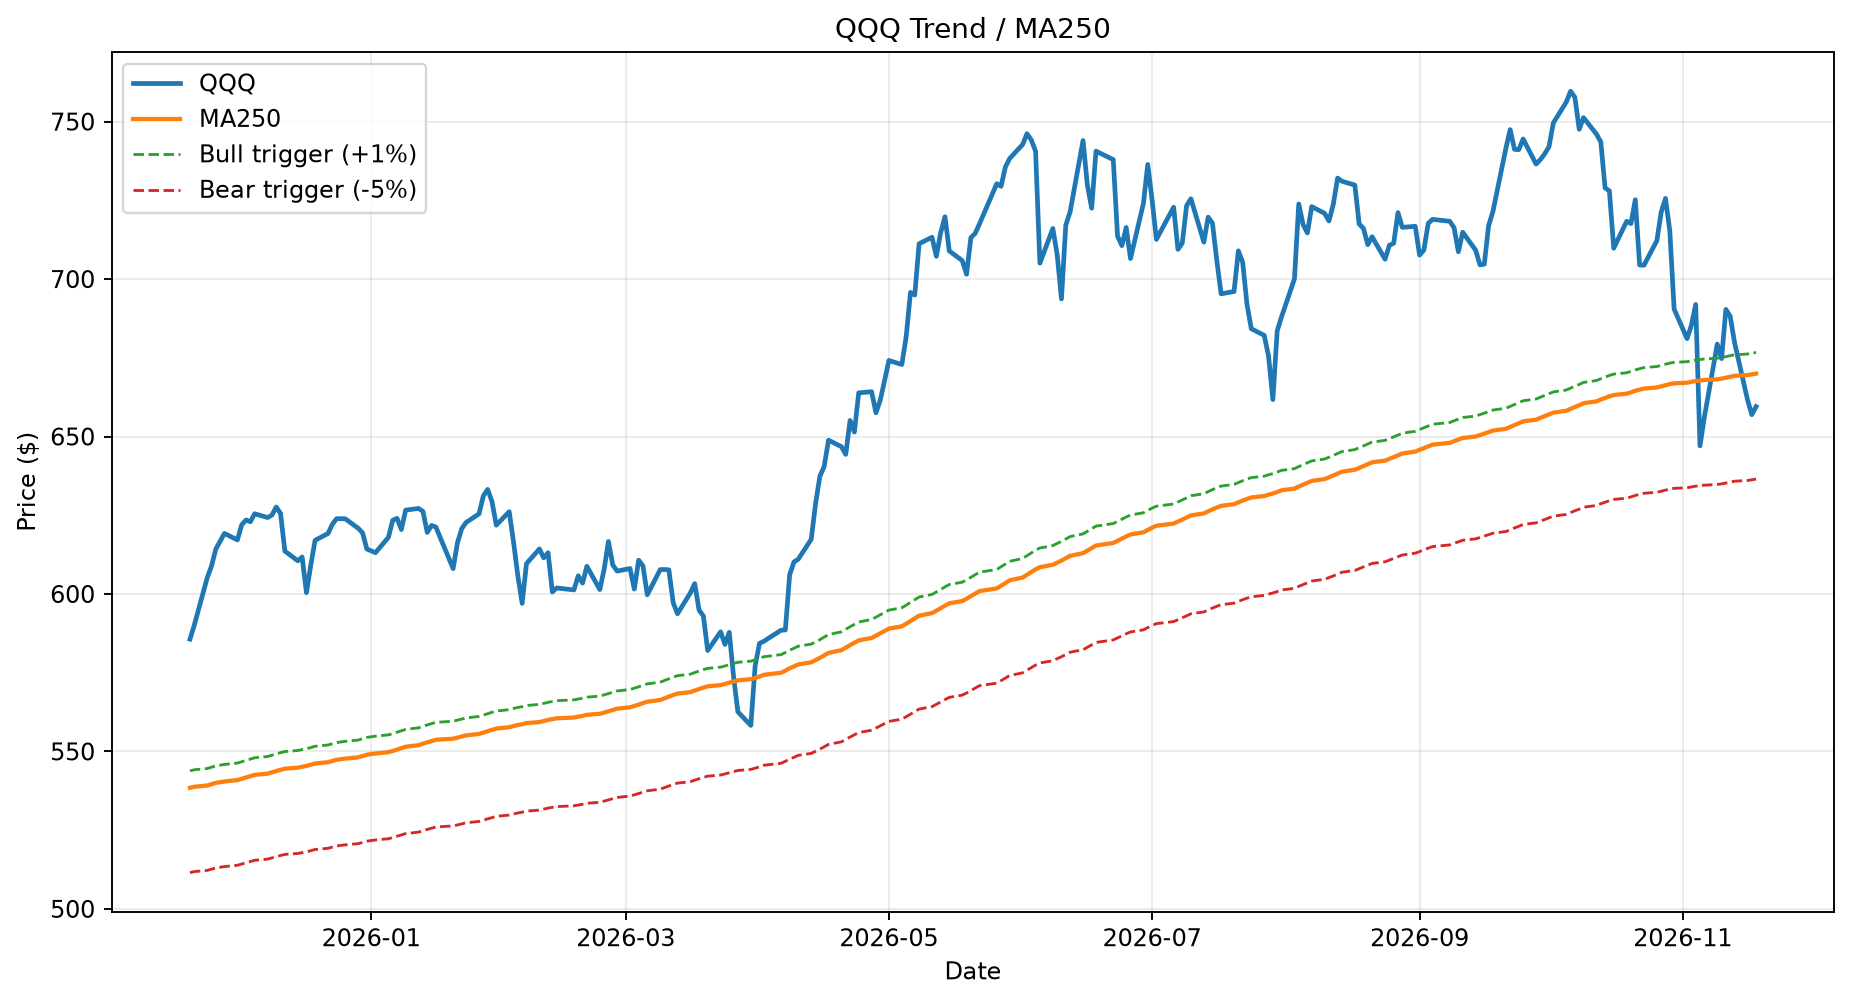 QQQ Trend / MA250
QQQ
MA250
Bull trigger (+1%)
Bear trigger (-5%)
Price ($)
750
700
650
600
550
500
2026-01 2026-03 2026-05 2026-07 2026-09 2026-11
Date